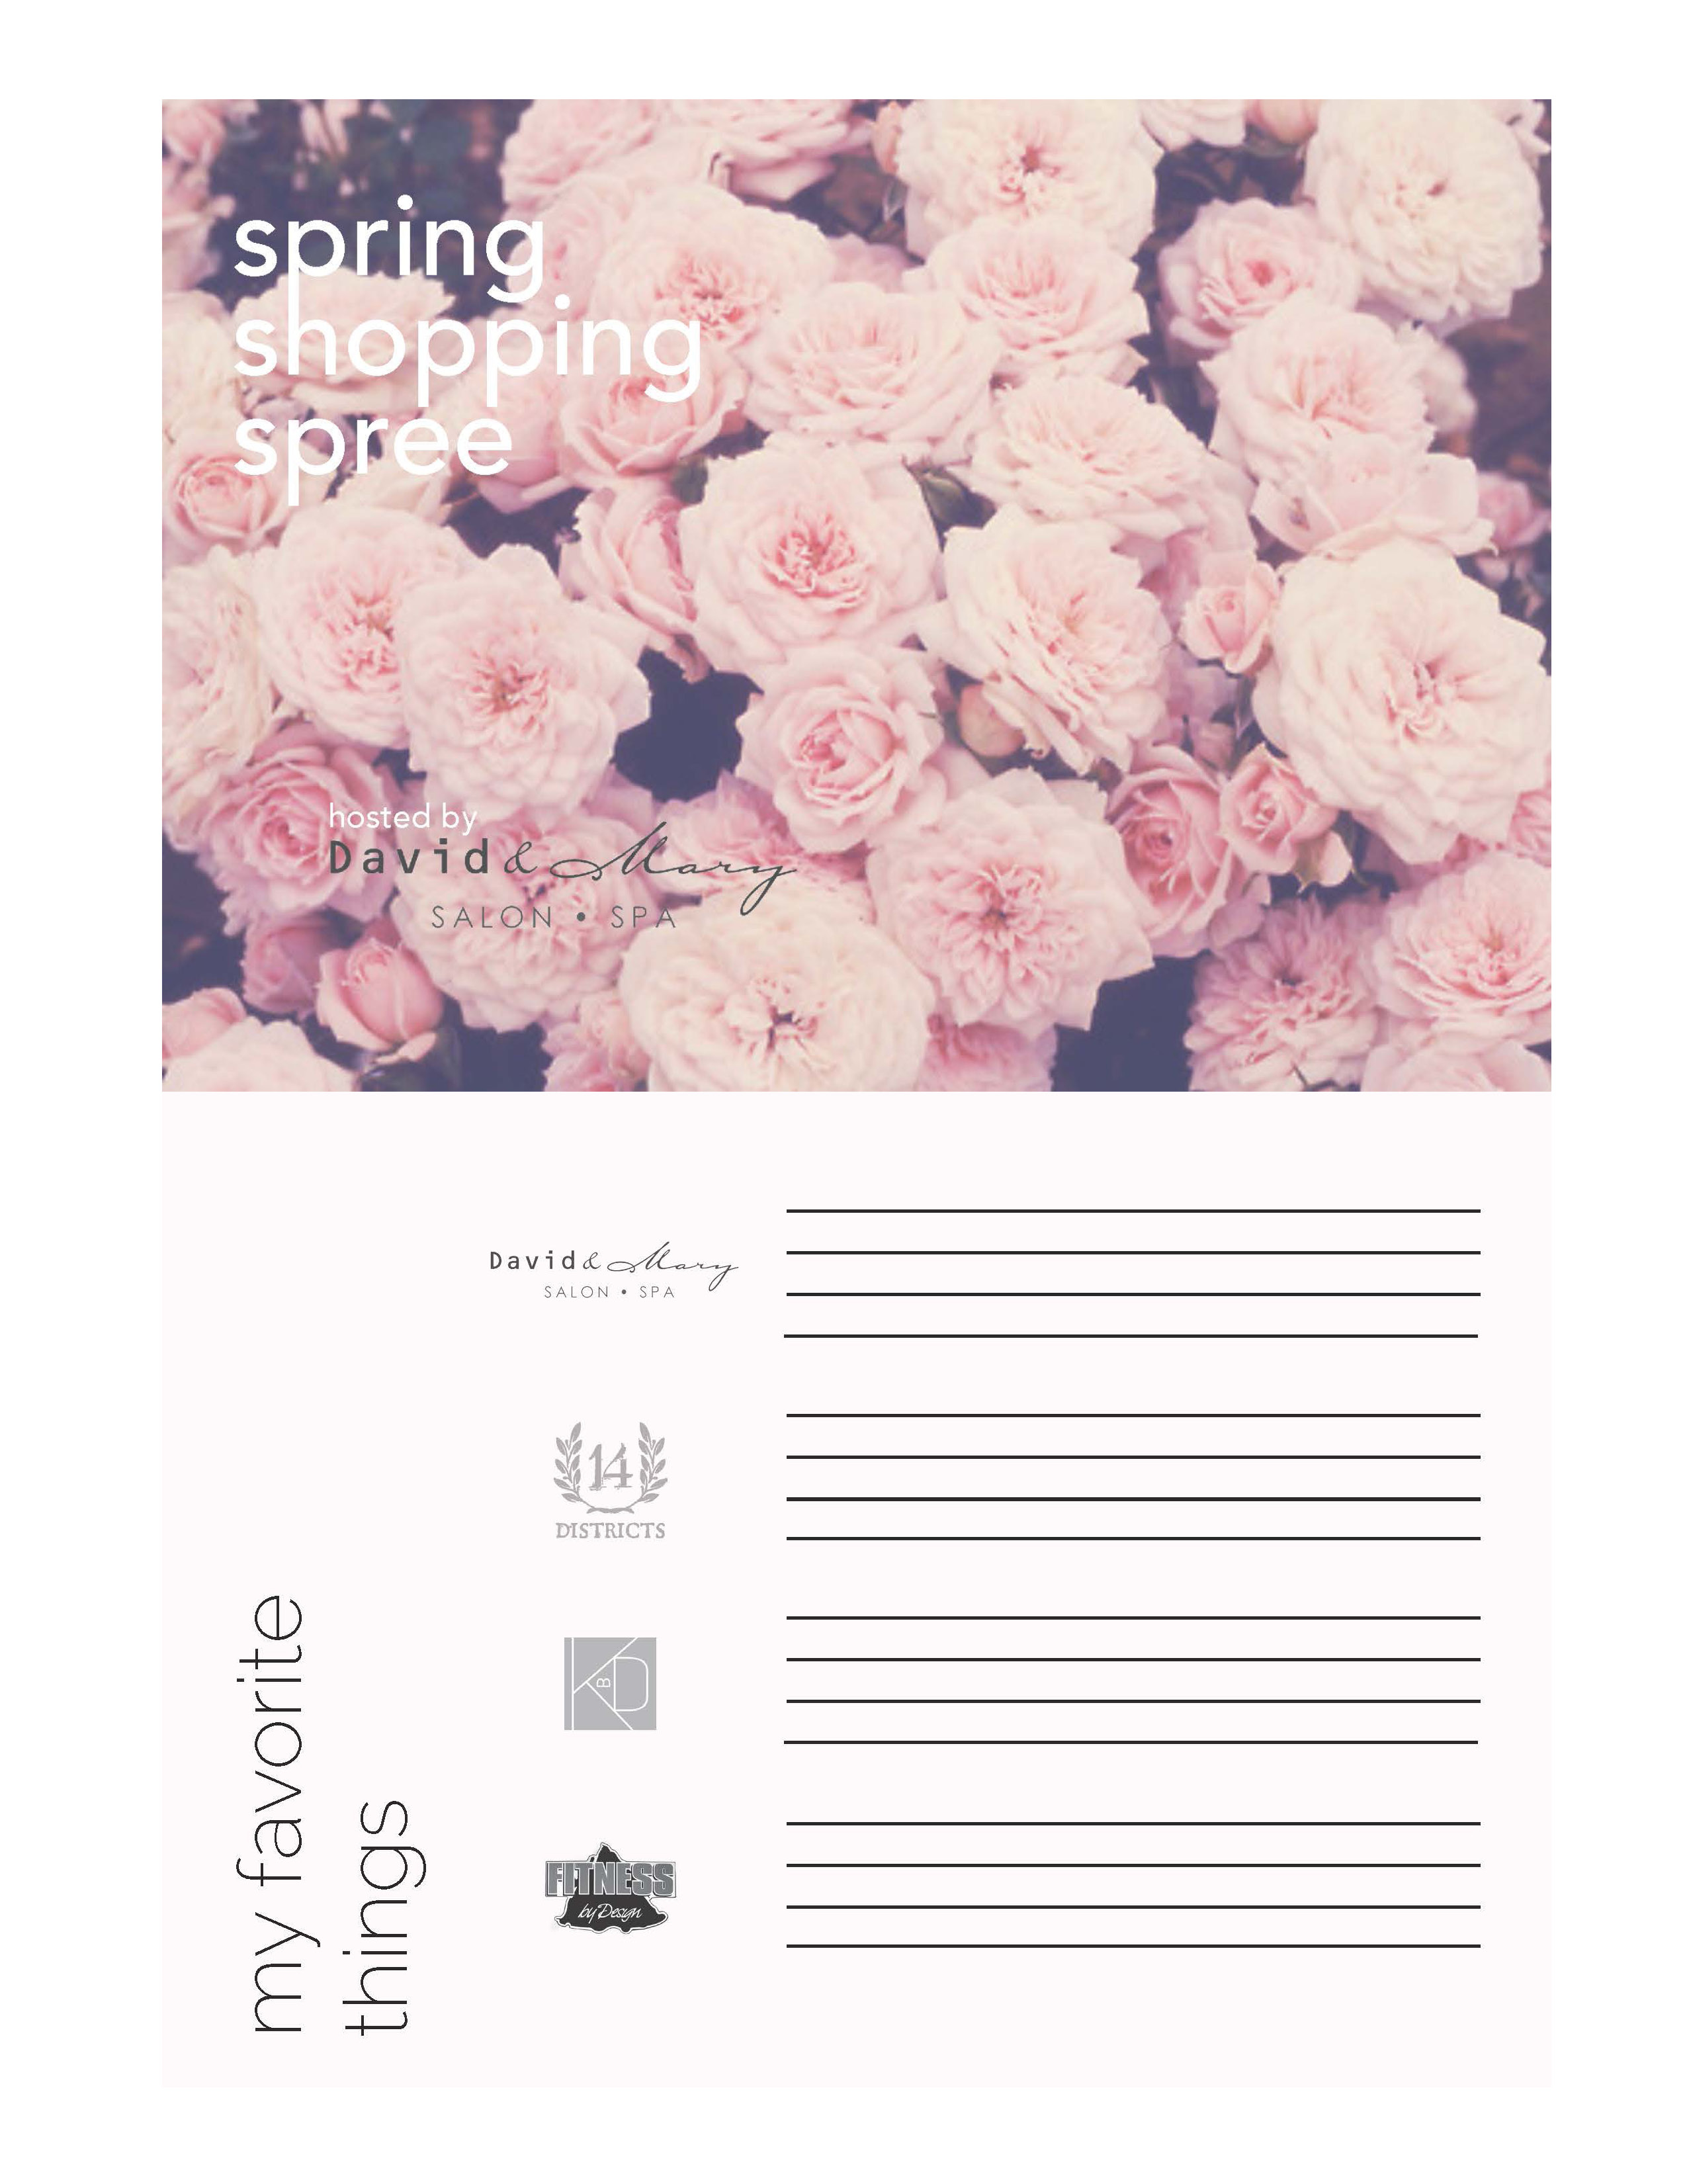 spring
shopping
spree
hosted by
David & Mary
SALON • SPA
David & Mary
SALON • SPA
14
DISTRICTS
KBD
FITNESS
by Design
my favorite
things